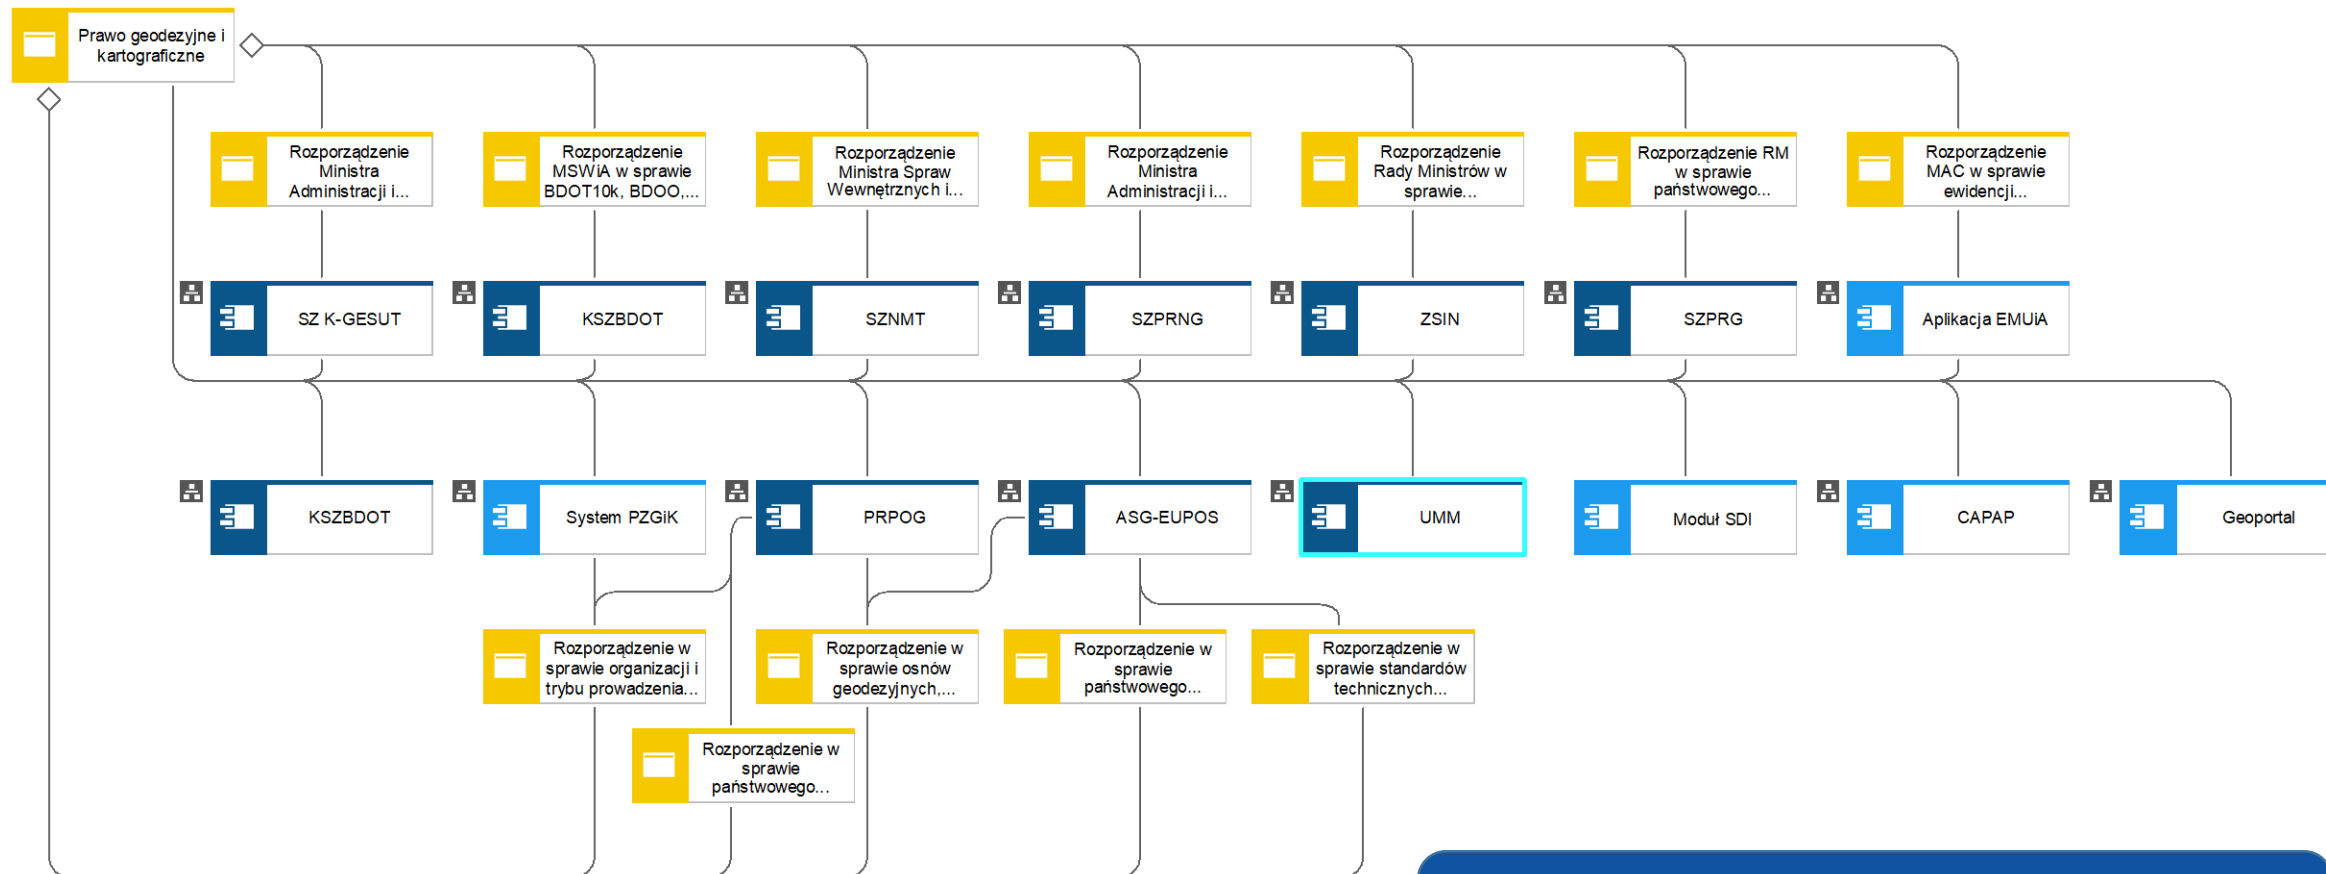 Prawo geodezyjne i
kartograficzne
Rozporządzenie
Ministra
Administracji i...
Rozporządzenie
MSWiA w sprawie
BDOT10k, BDOO,...
Rozporządzenie
Ministra Spraw
Wewnętrznych i...
Rozporządzenie
Ministra
Administracji i...
Rozporządzenie
Rady Ministrów w
sprawie...
Rozporządzenie RM
w sprawie
państwowego...
Rozporządzenie
MAC w sprawie
ewidencji...
SZ K-GESUT
KSZBDOT
SZNMT
SZPRNG
ZSIN
SZPRG
Aplikacja EMUiA
KSZBDOT
System PZGiK
PRPOG
ASG-EUPOS
UMM
Moduł SDI
CAPAP
Geoportal
Rozporządzenie w
sprawie organizacji i
trybu prowadzenia...
Rozporządzenie w
sprawie osnów
geodezyjnych,...
Rozporządzenie w
sprawie
państwowego...
Rozporządzenie w
sprawie standardów
technicznych...
Rozporządzenie w
sprawie
państwowego...